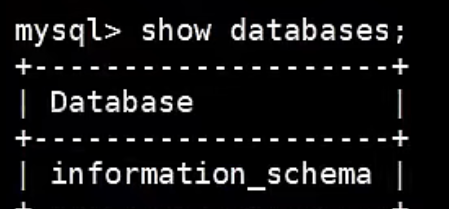 mysql> show databases;
+--------------------+
| Database           |
+--------------------+
| information_schema |
+--------------------+